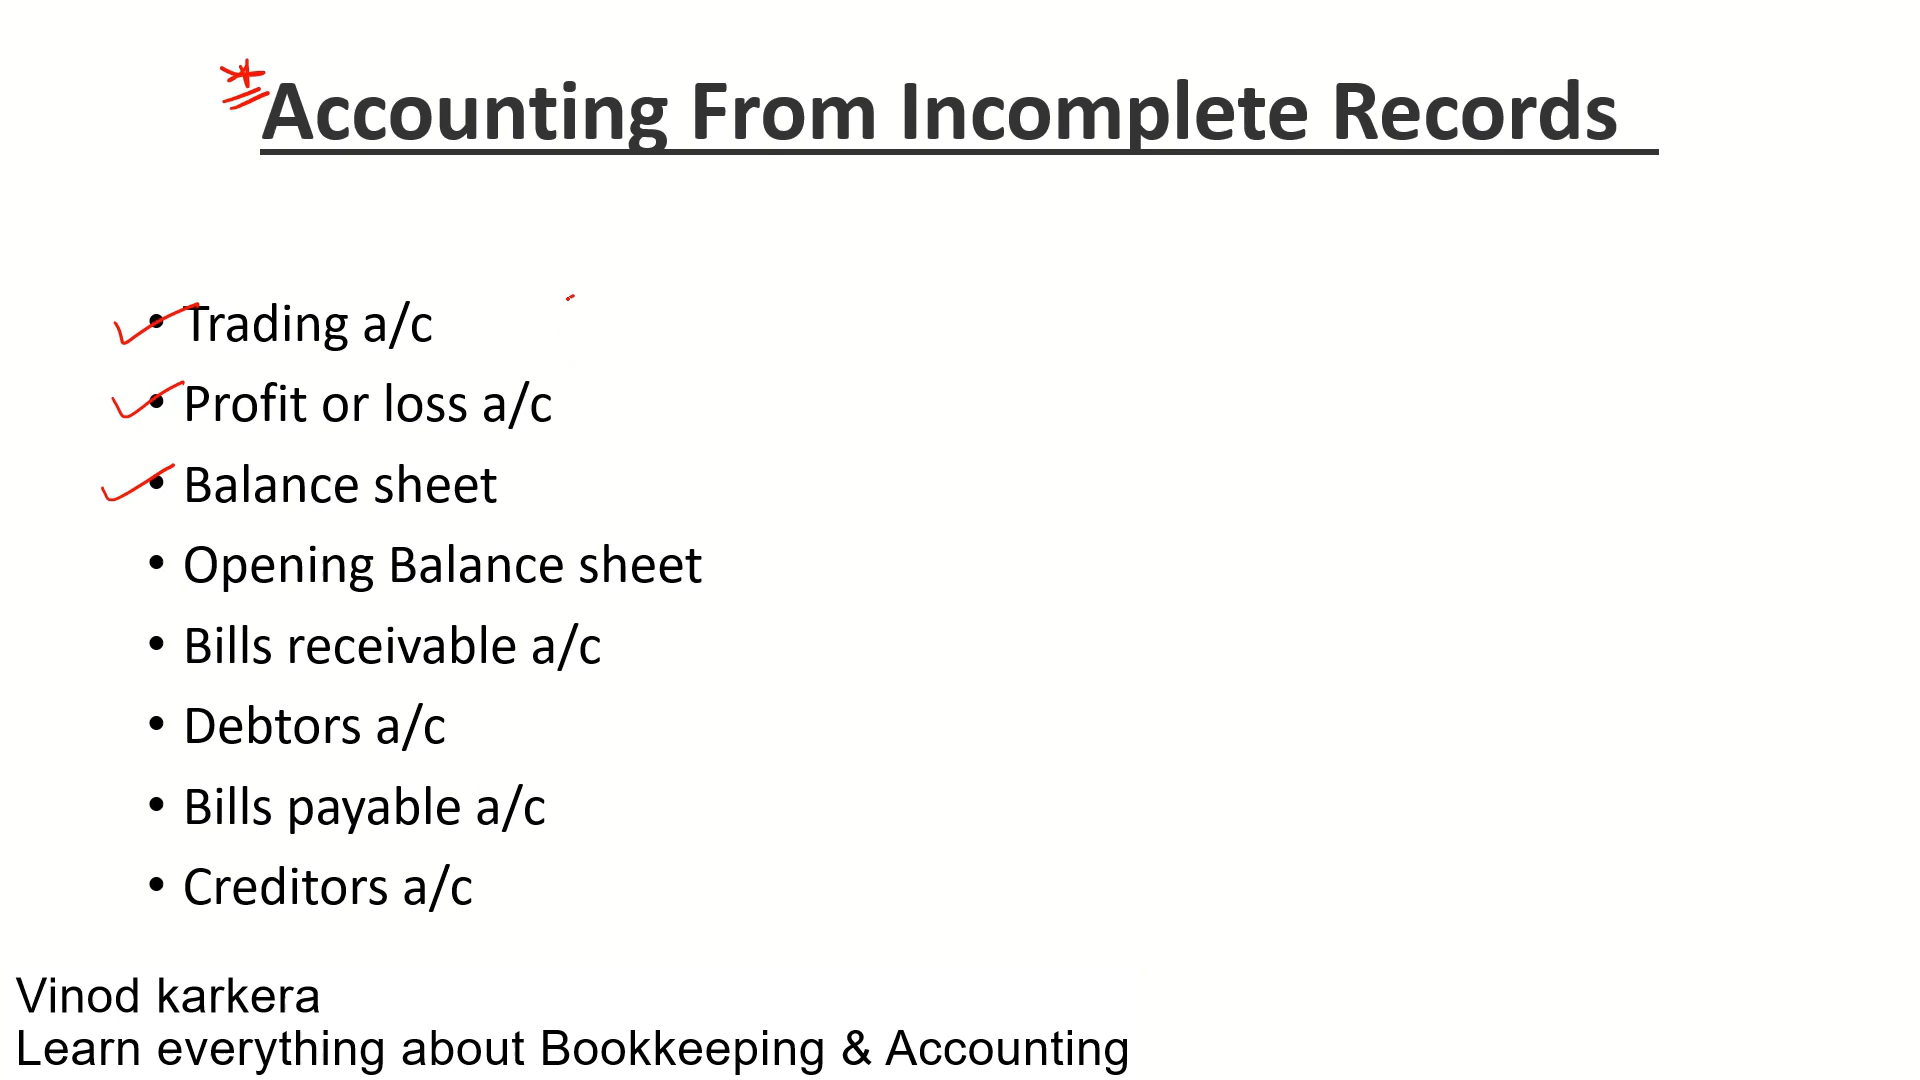 Accounting From Incomplete Records
• Trading a/c
• Profit or loss a/c
• Balance sheet
• Opening Balance sheet
• Bills receivable a/c
• Debtors a/c
• Bills payable a/c
• Creditors a/c
Vinod karkera
Learn everything about Bookkeeping & Accounting